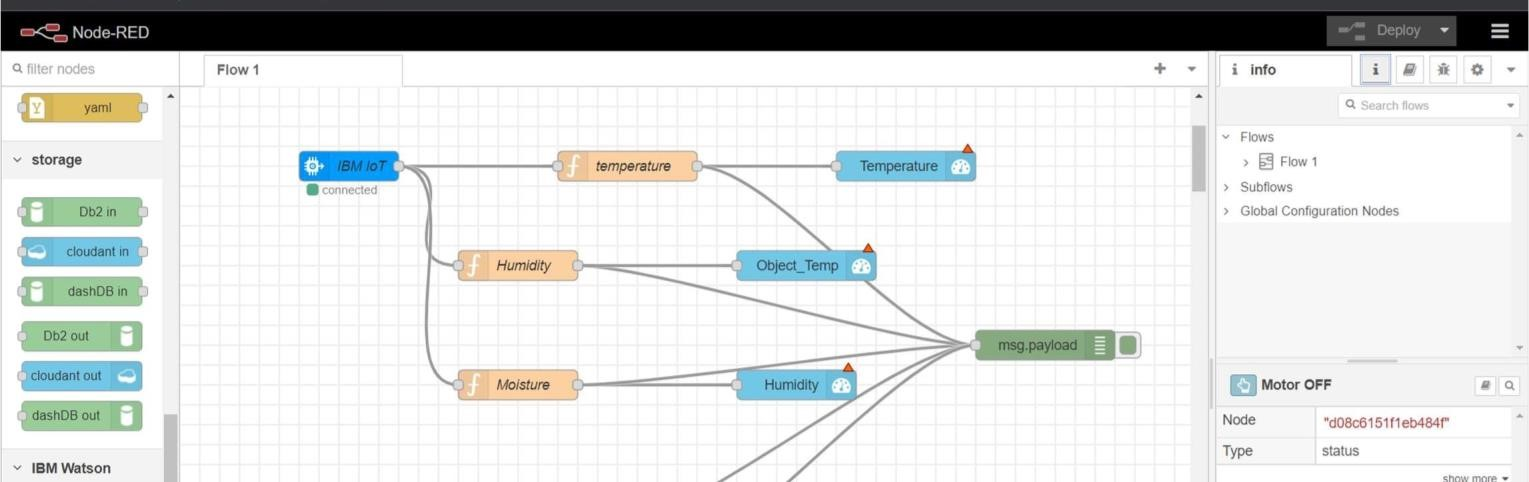 Node-RED
Deploy
filter nodes
Flow 1
info
i
yaml
Search flows
storage
Flows
IBM IoT
temperature
Temperature
Flow 1
connected
Subflows
Db2 in
Global Configuration Nodes
cloudant in
Humidity
Object_Temp
dashDB in
Db2 out
msg.payload
cloudant out
Moisture
Humidity
Motor OFF
dashDB out
Node
"d08c6151f1eb484f"
Type
status
IBM Watson
show more